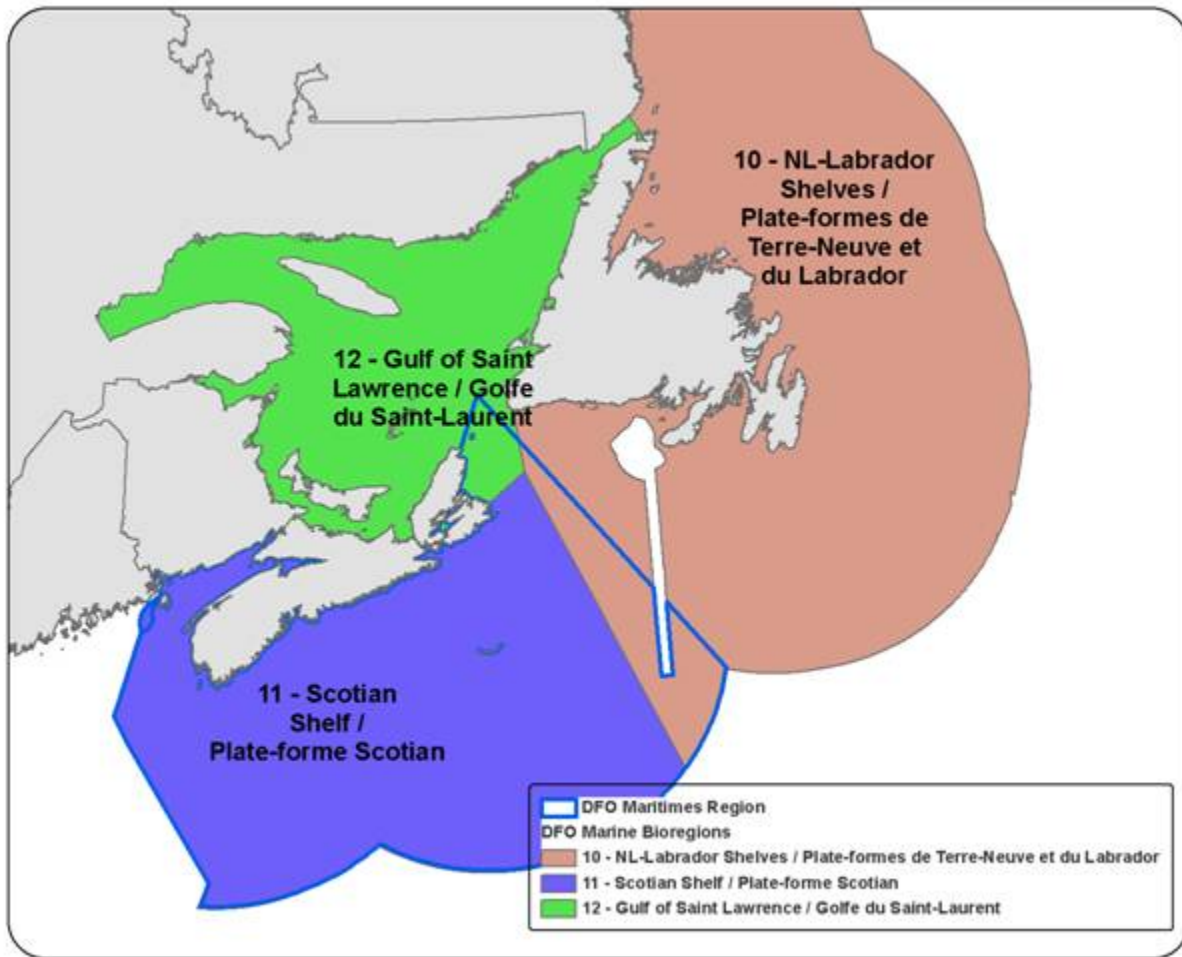 10 - NL-Labrador
Shelves /
Plate-formes de
Terre-Neuve et
du Labrador
12 - Gulf of Saint
Lawrence / Golfe
du Saint-Laurent
11 - Scotian
Shelf /
Plate-forme Scotian
DFO Maritimes Region
DFO Marine Bioregions
10 - NL-Labrador Shelves / Plate-formes de Terre-Neuve et du Labrador
11 - Scotian Shelf / Plate-forme Scotian
12 - Gulf of Saint Lawrence / Golfe du Saint-Laurent